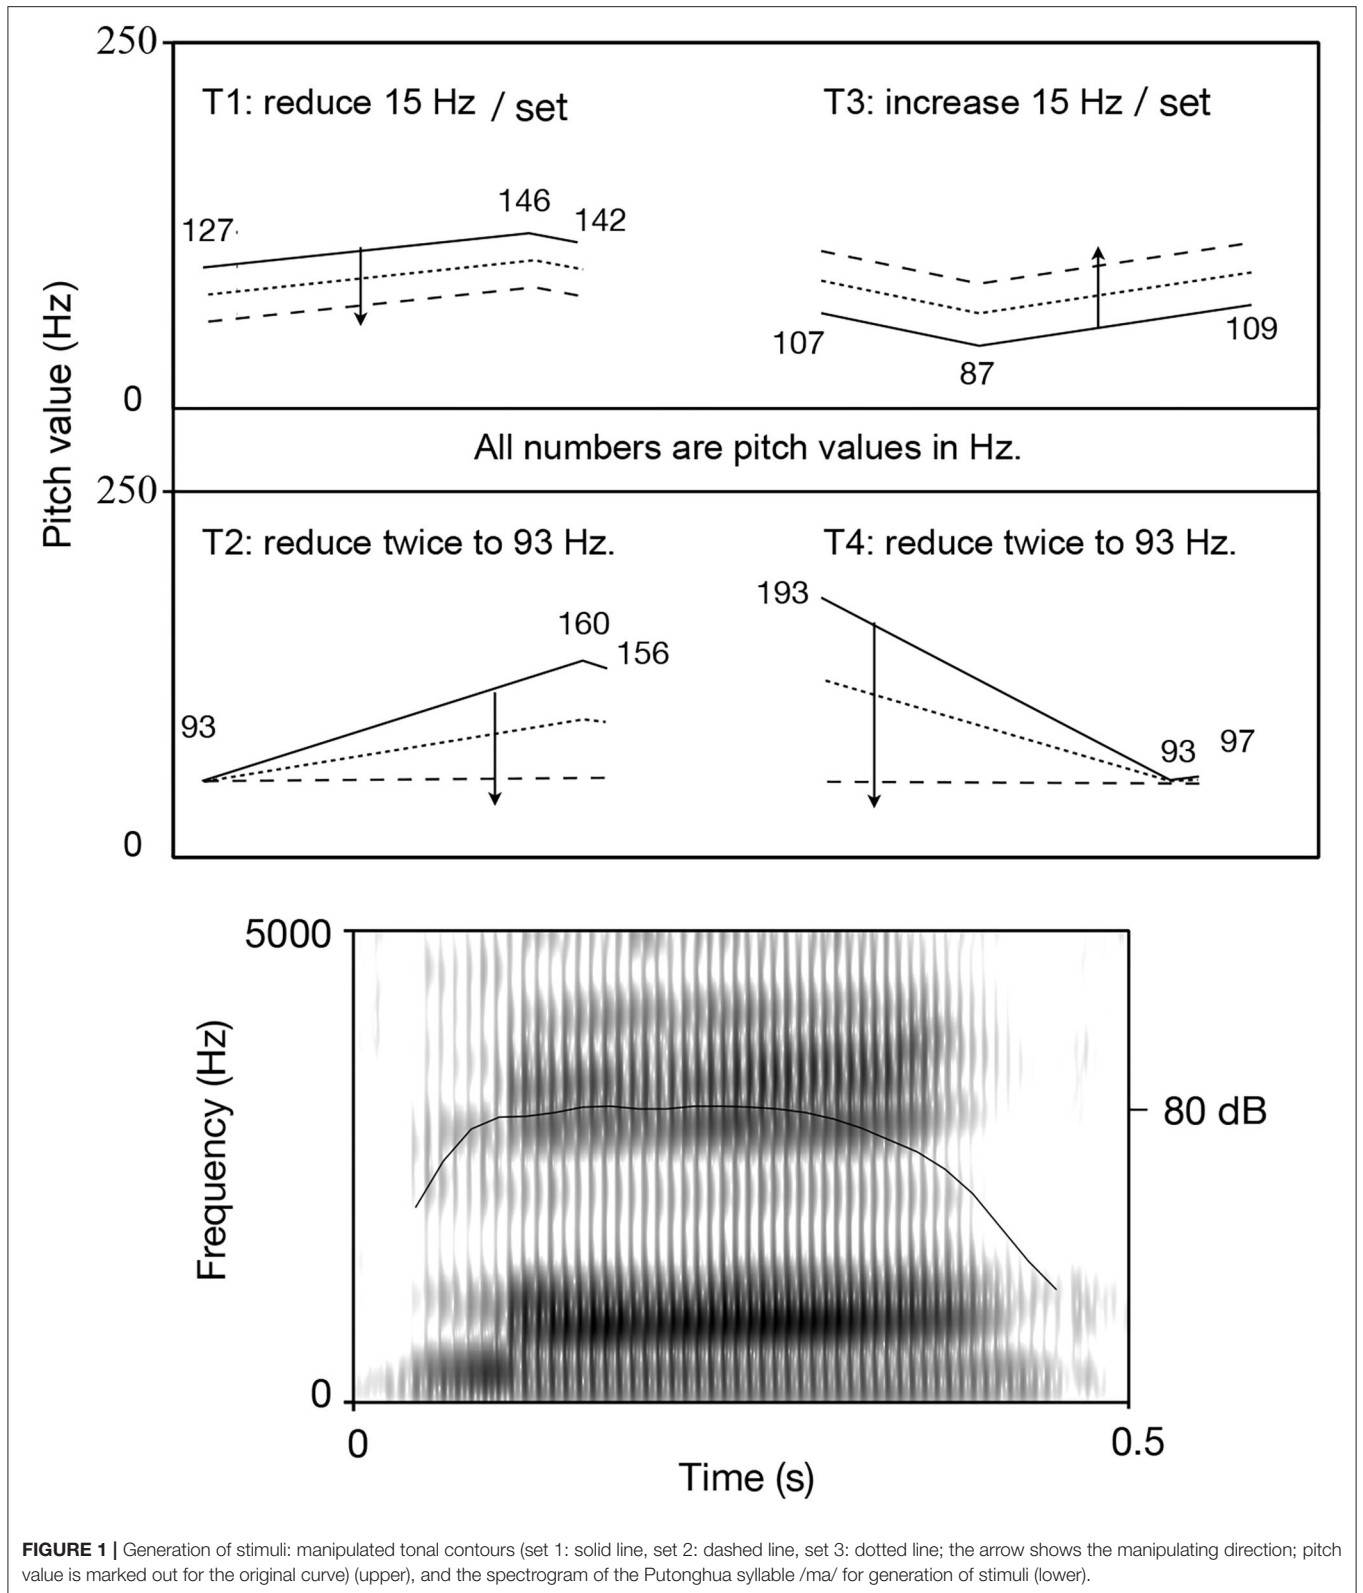 250
T1: reduce 15 Hz / set
T3: increase 15 Hz / set
127
146
142
107
87
109
0
Pitch value (Hz)
All numbers are pitch values in Hz.
250
T2: reduce twice to 93 Hz.
T4: reduce twice to 93 Hz.
93
160
156
193
93
97
0
5000
Frequency (Hz)
80 dB
0
0
0.5
Time (s)
FIGURE 1 | Generation of stimuli: manipulated tonal contours (set 1: solid line, set 2: dashed line, set 3: dotted line; the arrow shows the manipulating direction; pitch
value is marked out for the original curve) (upper), and the spectrogram of the Putonghua syllable /ma/ for generation of stimuli (lower).